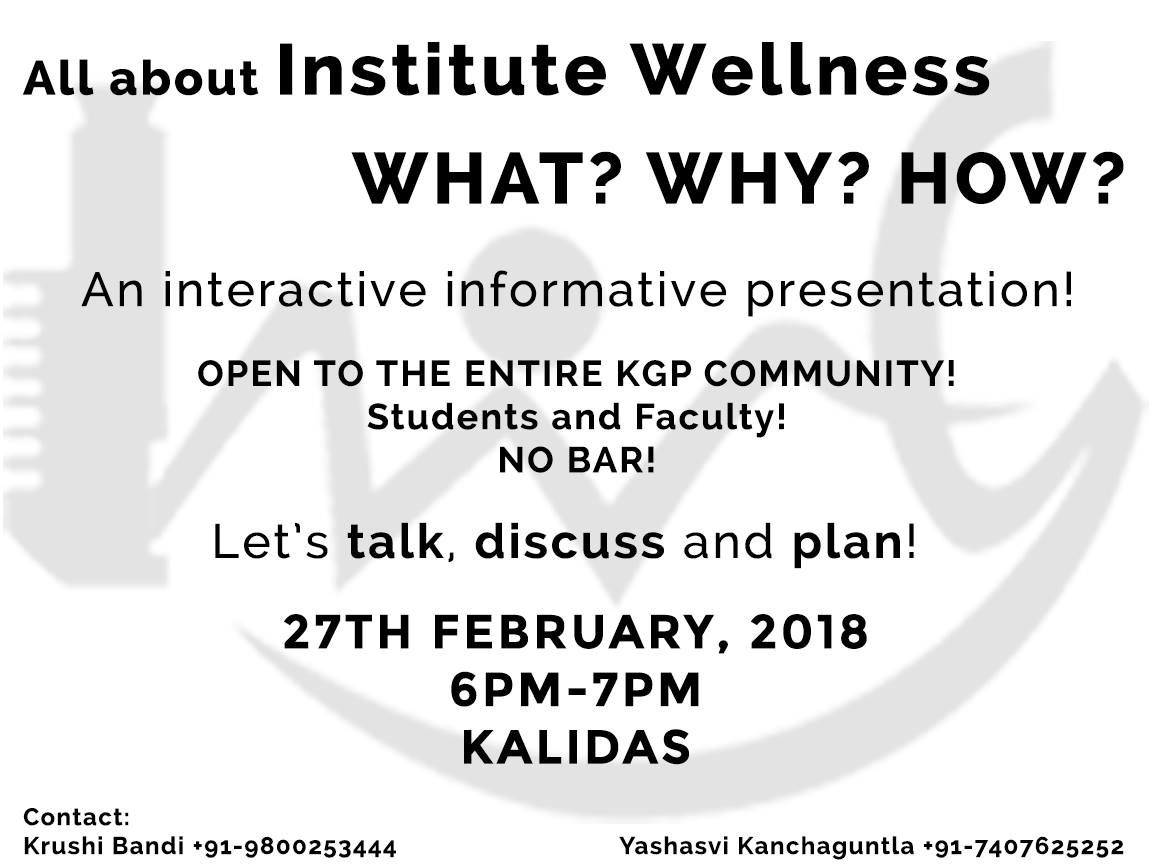 All about Institute Wellness
WHAT? WHY? HOW?
An interactive informative presentation!
OPEN TO THE ENTIRE KGP COMMUNITY!
Students and Faculty!
NO BAR!
Let's talk, discuss and plan!
27TH FEBRUARY, 2018
6PM-7PM
KALIDAS
Contact:
Krushi Bandi +91-9800253444
Yashasvi Kanchaguntla +91-7407625252